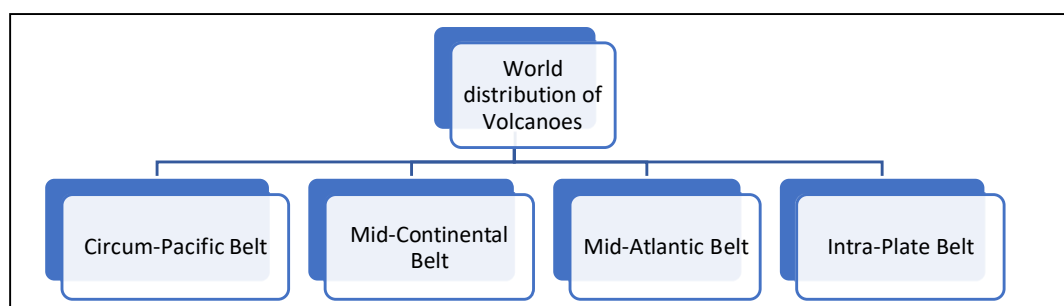 World
distribution of
Volcanoes
Circum-Pacific Belt
Mid-Continental
Belt
Mid-Atlantic Belt
Intra-Plate Belt